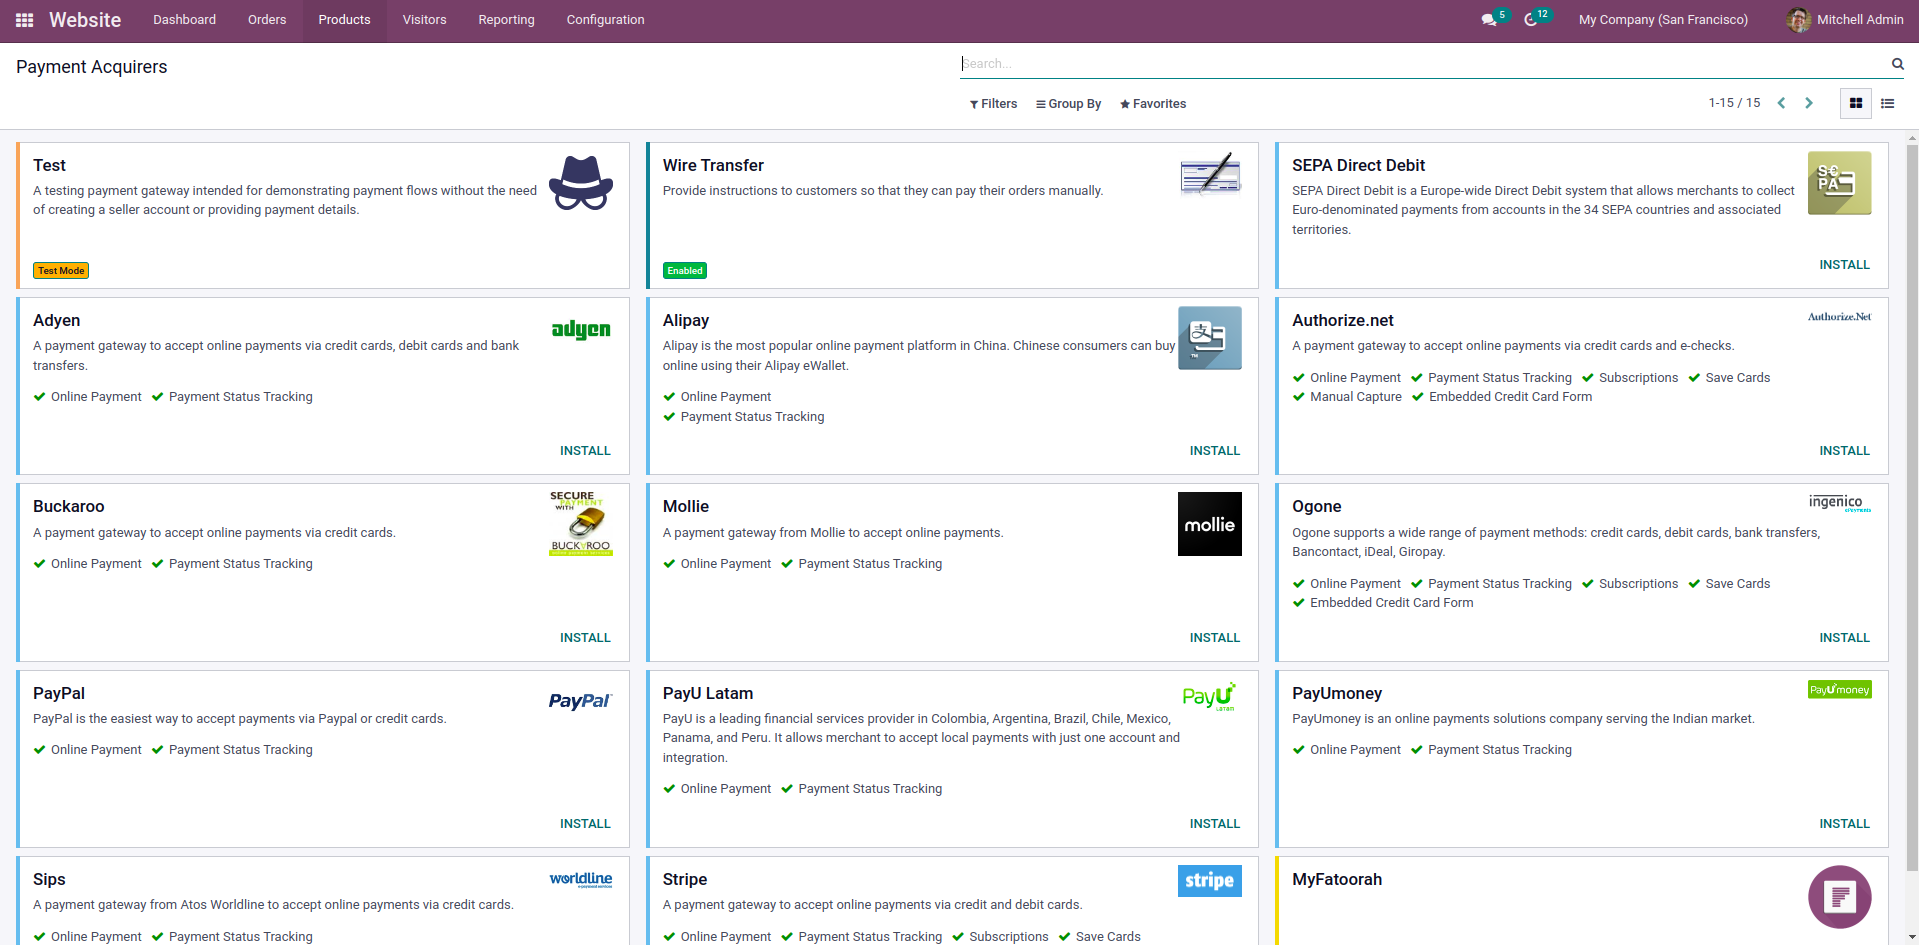 Website Dashboard Orders Products Visitors Reporting Configuration 5 12 My Company (San Francisco) Mitchell Admin
Payment Acquirers
Search...
Filters Group By Favorites 1-15 / 15
Test
A testing payment gateway intended for demonstrating payment flows without the need
of creating a seller account or providing payment details.
Test Mode
Wire Transfer
Provide instructions to customers so that they can pay their orders manually.
Enabled
SEPA Direct Debit
SEPA Direct Debit is a Europe-wide Direct Debit system that allows merchants to collect
Euro-denominated payments from accounts in the 34 SEPA countries and associated
territories.
S€
PA
INSTALL
Adyen
adyen
A payment gateway to accept online payments via credit cards, debit cards and bank
transfers.
Online Payment Payment Status Tracking
INSTALL
Alipay
支
TM
Alipay is the most popular online payment platform in China. Chinese consumers can buy
online using their Alipay eWallet.
Online Payment
Payment Status Tracking
INSTALL
Authorize.net
Authorize.Net
A payment gateway to accept online payments via credit cards and e-checks.
Online Payment Payment Status Tracking Subscriptions Save Cards
Manual Capture Embedded Credit Card Form
INSTALL
Buckaroo
SECURE
PAYMENT
WITH
BUCKAROO
A payment gateway to accept online payments via credit cards.
Online Payment Payment Status Tracking
INSTALL
Mollie
mollie
A payment gateway from Mollie to accept online payments.
Online Payment Payment Status Tracking
INSTALL
Ogone
ingenico
ePayments
Ogone supports a wide range of payment methods: credit cards, debit cards, bank transfers,
Bancontact, iDeal, Giropay.
Online Payment Payment Status Tracking Subscriptions Save Cards
Embedded Credit Card Form
INSTALL
PayPal
PayPal
PayPal is the easiest way to accept payments via Paypal or credit cards.
Online Payment Payment Status Tracking
INSTALL
PayU Latam
PayU
LATAM
PayU is a leading financial services provider in Colombia, Argentina, Brazil, Chile, Mexico,
Panama, and Peru. It allows merchant to accept local payments with just one account and
integration.
Online Payment Payment Status Tracking
INSTALL
PayUmoney
PayUmoney
PayUmoney is an online payments solutions company serving the Indian market.
Online Payment Payment Status Tracking
INSTALL
Sips
worldline
e-payment services
A payment gateway from Atos Worldline to accept online payments via credit cards.
Online Payment Payment Status Tracking
Stripe
stripe
A payment gateway to accept online payments via credit and debit cards.
Online Payment Payment Status Tracking Subscriptions Save Cards
MyFatoorah